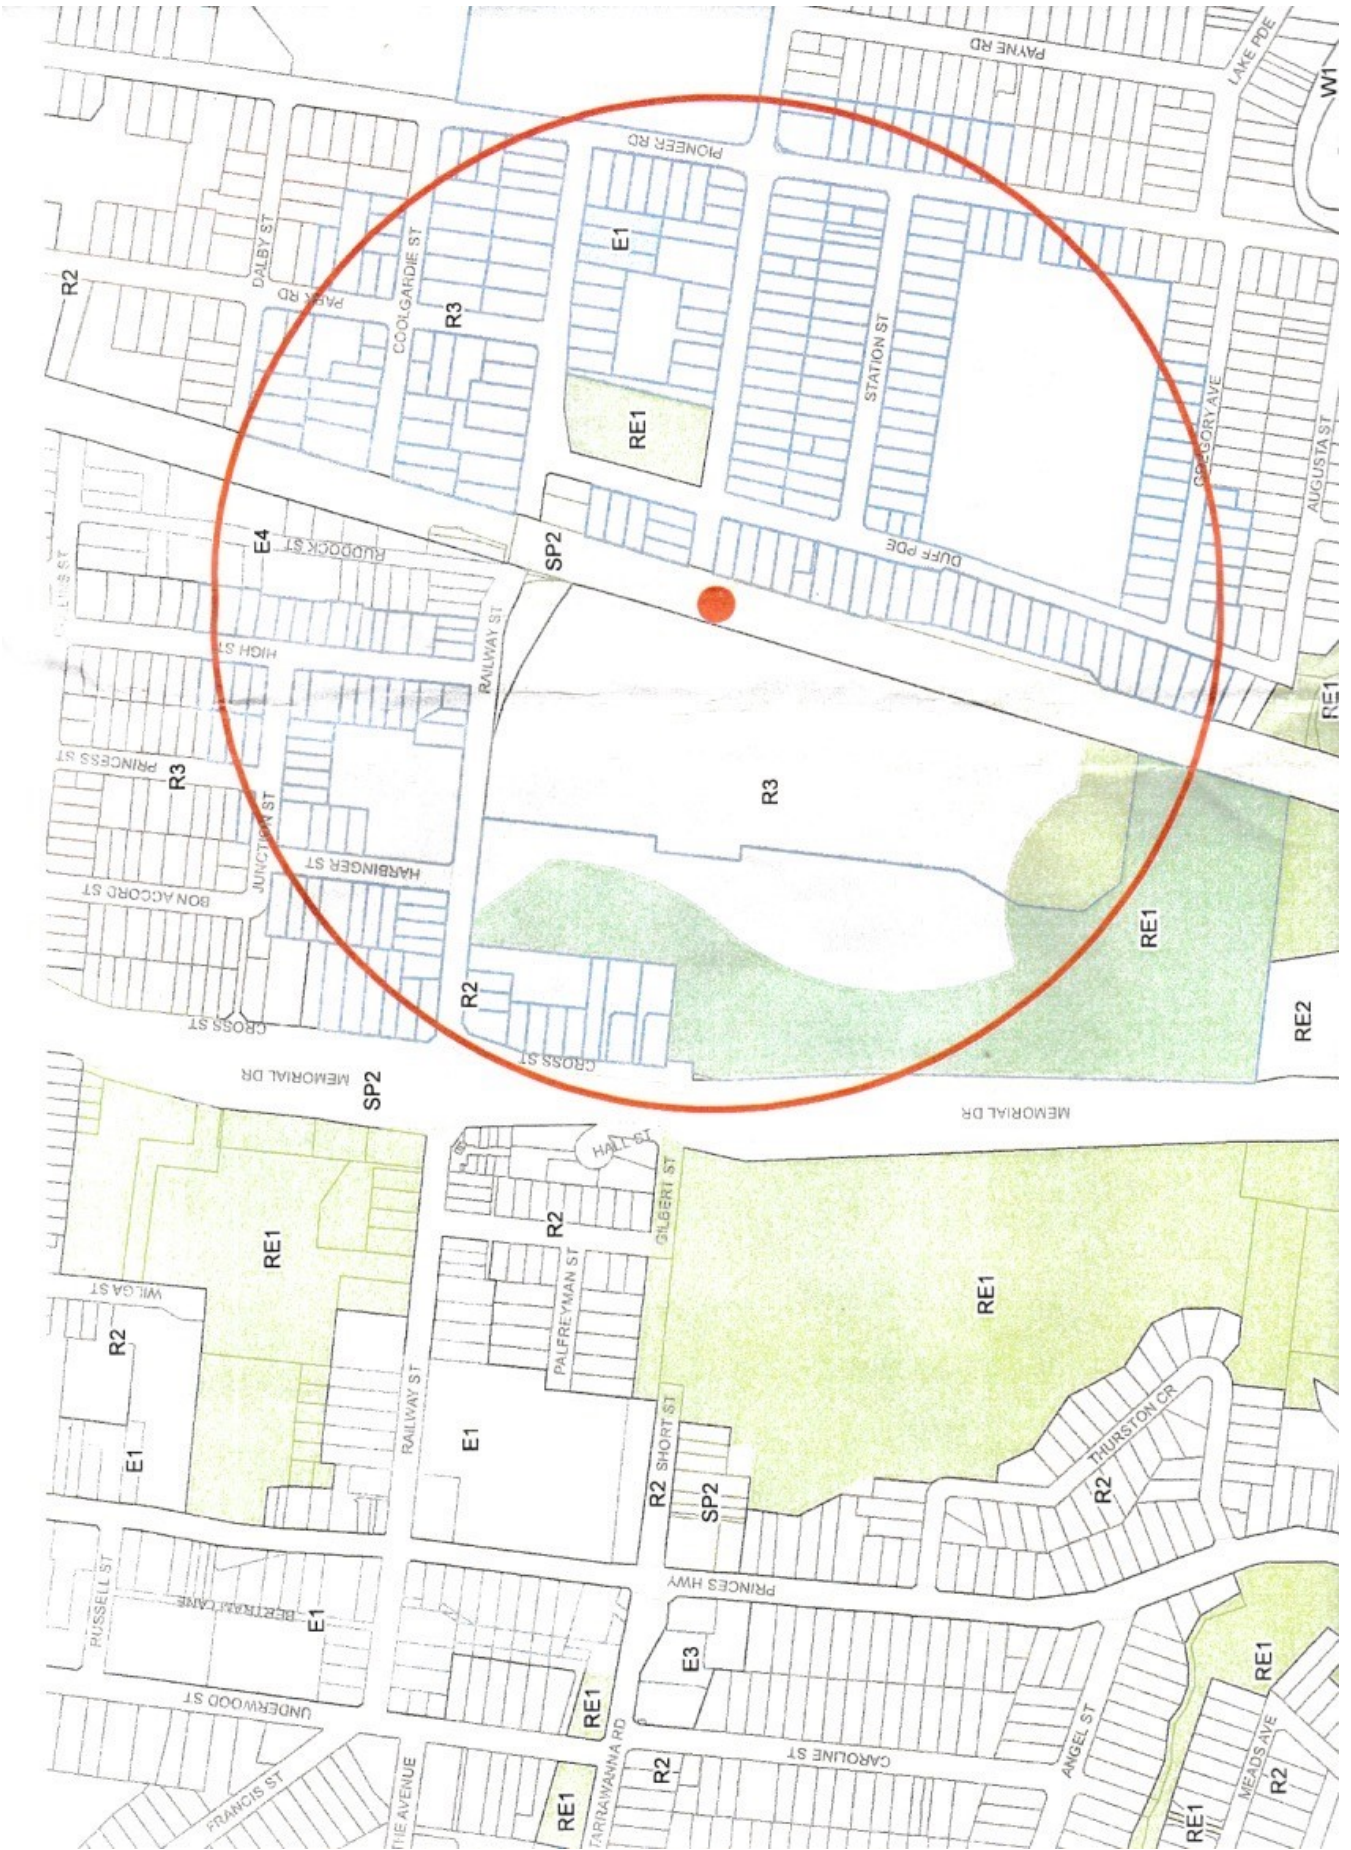 PAYNE RD
LAKE PDE
W1
PIONEER RD
R2
DALBY ST
COOLGARDIE ST
E1
PARK RD
R3
STATION ST
RE1
GREGORY AVE
AUGUSTA ST
E4
RUDDOCK ST
SP2
DUFF PDE
HIGH ST
RAILWAY ST
RE1
PRINCESS ST
R3
R3
JUNCTION ST
HARBINGER ST
BON ACCORD ST
RE1
R2
CROSS ST
RE2
CROSS ST
MEMORIAL DR
SP2
MEMORIAL DR
HALL ST
GILBERT ST
R2
RE1
PALFREYMAN ST
WILGA ST
RE1
R2
RAILWAY ST
THURSTON CR
SHORT ST
E1
E1
R2
SP2
R2
PRINCES HWY
RUSSELL ST
BERTRAM LANE
E1
E3
RE1
UNDERWOOD ST
RE1
TARRAWANNA RD
CAROLINE ST
ANGEL ST
MEADS AVE
R2
R2
FRANCIS ST
THE AVENUE
RE1
RE1